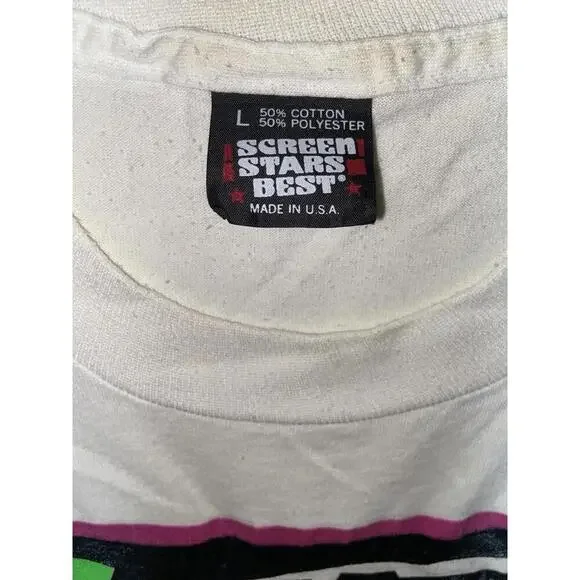 L 50% COTTON
50% POLYESTER
SCREEN
STARS
BEST®
MADE IN U.S.A.